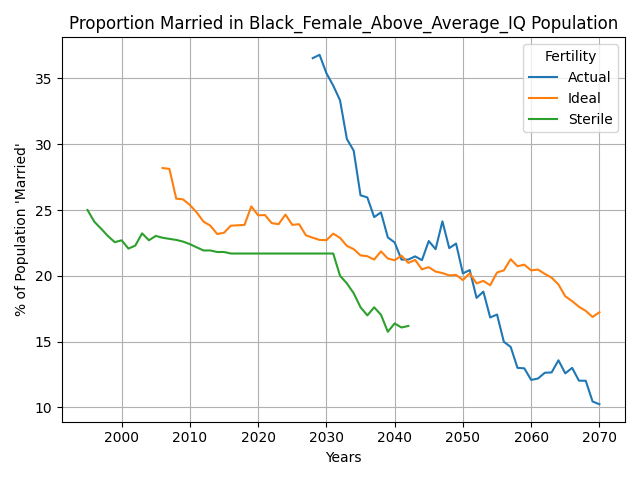 Proportion Married in Black_Female_Above_Average_IQ Population
% of Population 'Married'
35
30
25
20
15
10
Fertility
Actual
Ideal
Sterile
2000 2010 2020 2030 2040 2050 2060 2070
Years